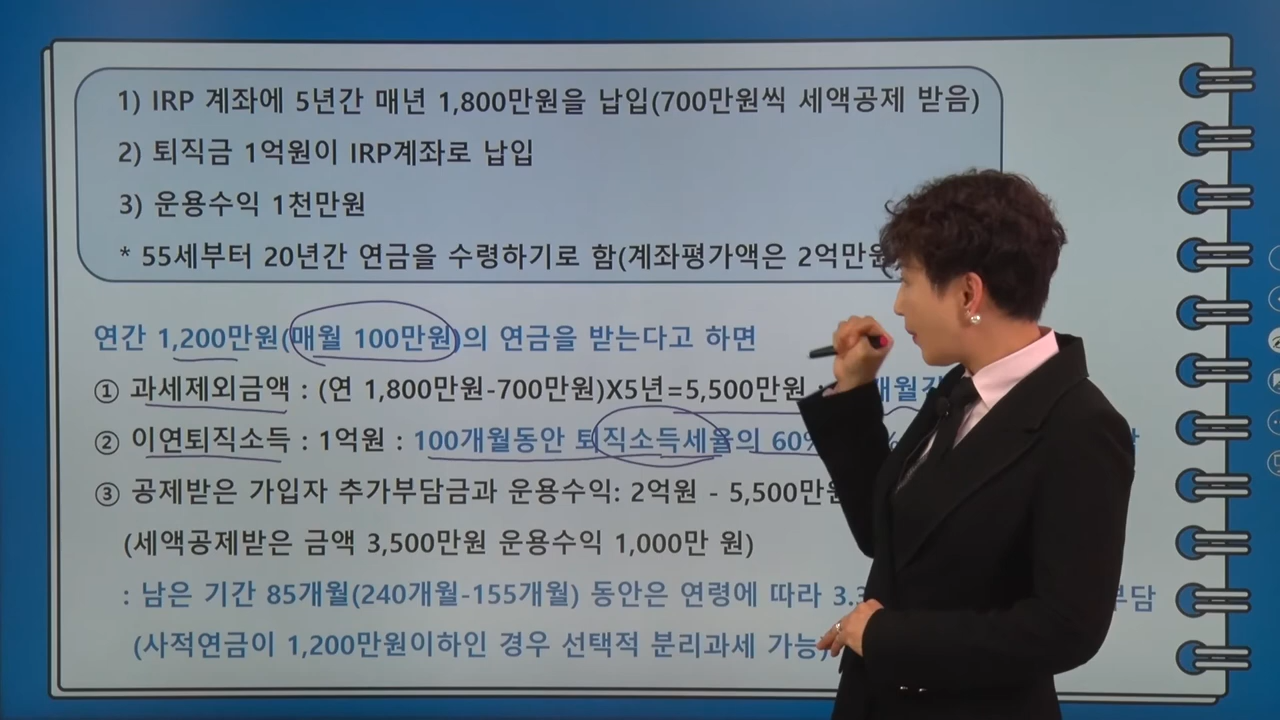 1) IRP 계좌에 5년간 매년 1,800만원을 납입(700만원씩 세액공제 받음)
2) 퇴직금 1억원이 IRP계좌로 납입
3) 운용수익 1천만원
* 55세부터 20년간 연금을 수령하기로 함(계좌평가액은 2억만원
연간 1,200만원(매월 100만원)의 연금을 받는다고 하면
① 과세제외금액 : (연 1,800만원-700만원)X5년=5,500만원 :
② 이연퇴직소득 : 1억원 : 100개월동안 퇴직소득세율의 60%
③ 공제받은 가입자 추가부담금과 운용수익: 2억원 - 5,500만원
(세액공제받은 금액 3,500만원 운용수익 1,000만 원)
: 남은 기간 85개월(240개월-155개월) 동안은 연령에 따라 3.3 부담
(사적연금이 1,200만원이하인 경우 선택적 분리과세 가능)